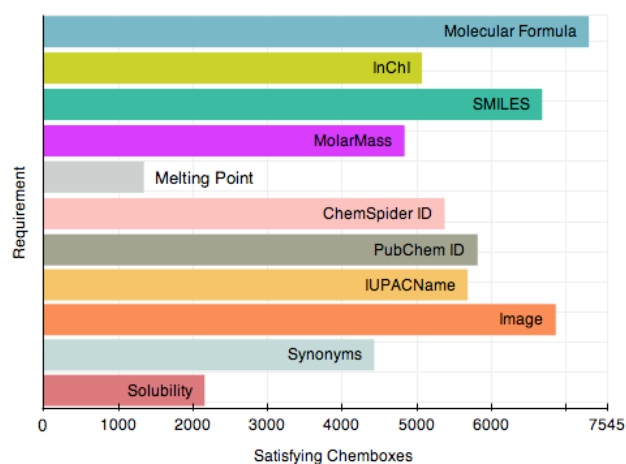 Molecular Formula
InChI
SMILES
MolarMass
Melting Point
ChemSpider ID
PubChem ID
IUPACName
Image
Synonyms
Solubility
Requirement
0 1000 2000 3000 4000 5000 6000 7545
Satisfying Chemboxes